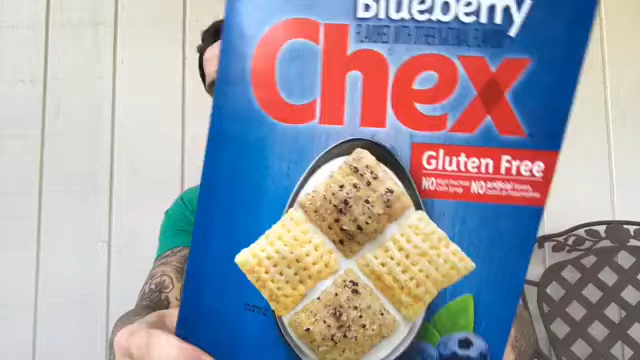 Blueberry
FLAVORED WITH OTHER NATURAL FLAVORS
Chex
Gluten Free
NO High Fructose Corn Syrup NO Artificial Flavors,